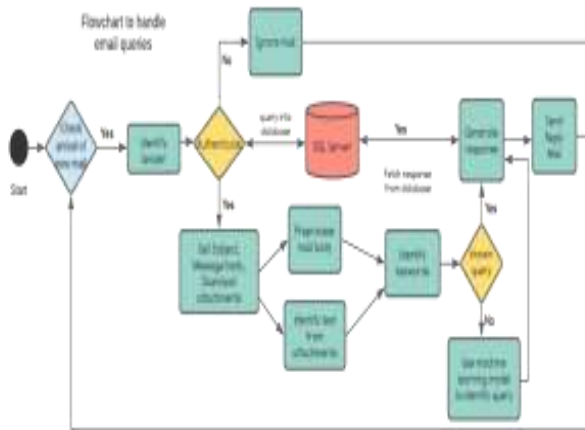 Flowchart to handle
email queries
Ignore mail
No
Start
Check
arrival of
new mail
Yes
Identify
sender
Authenticate
query into
database
SQL Server
Yes
Fetch response
from database
Generate
response
Send
Reply
Mail
Yes
Get Subject,
Message body,
Download
attachments
Preprocess
mail body
Identify text
from
attachments
Identify
keywords
Yes
Known
query
No
Use machine
learning model
to identify query